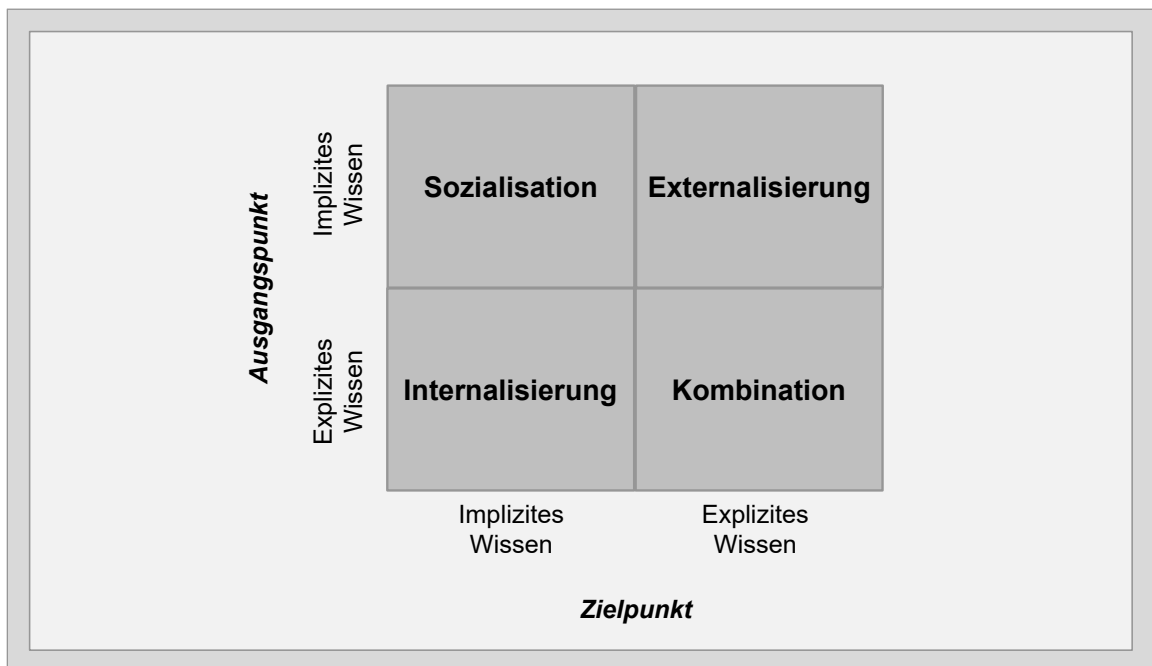 Ausgangspunkt
Implizites
Wissen
Sozialisation
Externalisierung
Explizites
Wissen
Internalisierung
Kombination
Implizites
Wissen
Explizites
Wissen
Zielpunkt